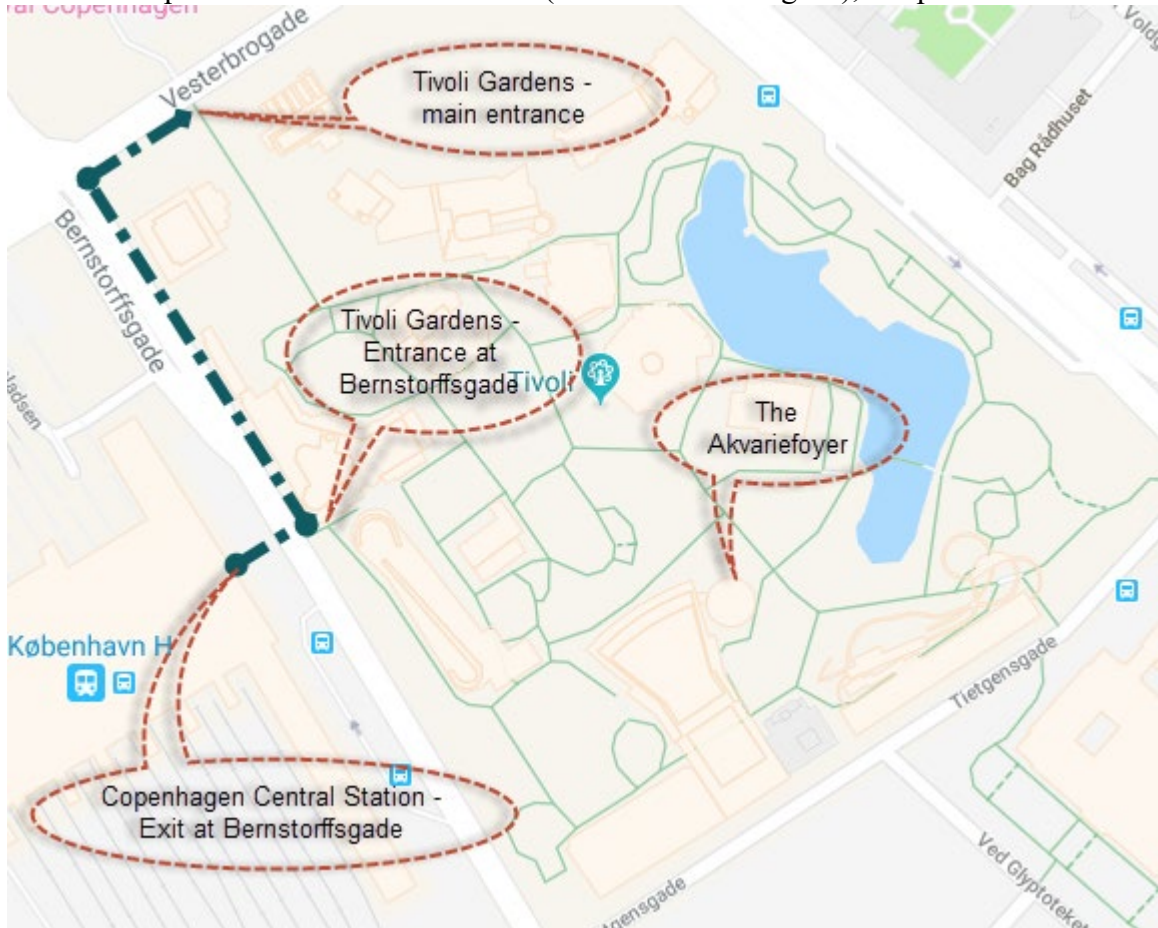 Vesterbrogade
Tivoli Gardens -
main entrance
Bag Rådhuset
Bernstorffsgade
Tivoli Gardens -
Entrance at
Bernstorffsgade
Tivoli
The
Akvariefoyer
København H
Tietgensgade
Copenhagen Central Station -
Exit at Bernstorffsgade
Ved Glyptoteket